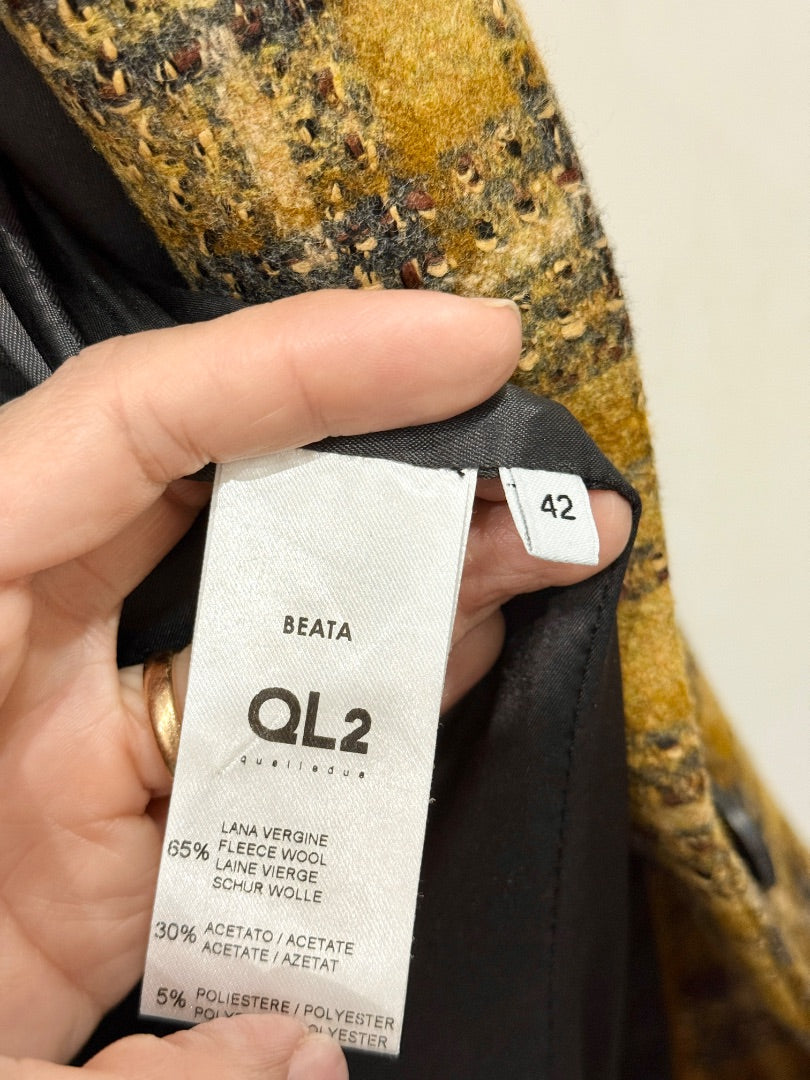 42
BEATA
QL2
quelledue
65% LANA VERGINE
FLEECE WOOL
LAINE VIERGE
SCHUR WOLLE
30% ACETATO / ACETATE
ACETATE / AZETAT
5% POLIESTERE / POLYESTER